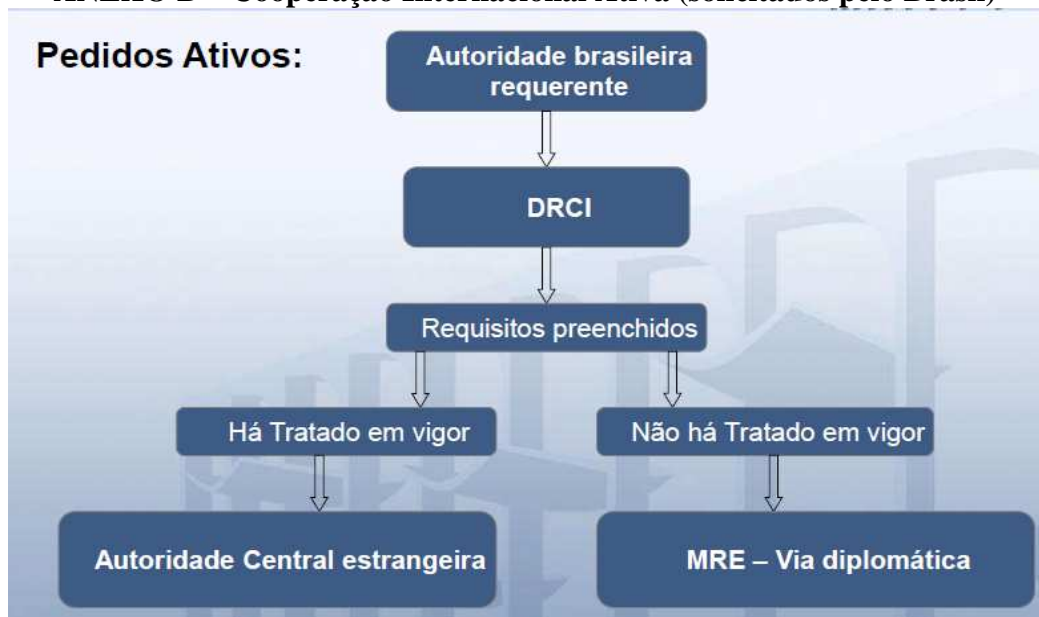 ANEXO B – Cooperação Internacional Ativa (solicitados pelo Brasil)
Pedidos Ativos:
Autoridade brasileira
requerente
DRCI
Requisitos preenchidos
Há Tratado em vigor
Não há Tratado em vigor
Autoridade Central estrangeira
MRE – Via diplomática